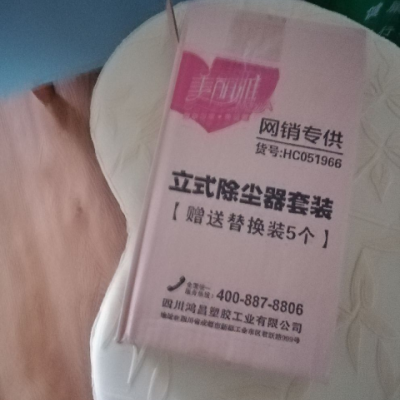 美丽雅
网销专供
货号:HC051966
立式除尘器套装
【赠送替换装5个】
400-887-8806
四川鸿昌塑胶工业有限公司